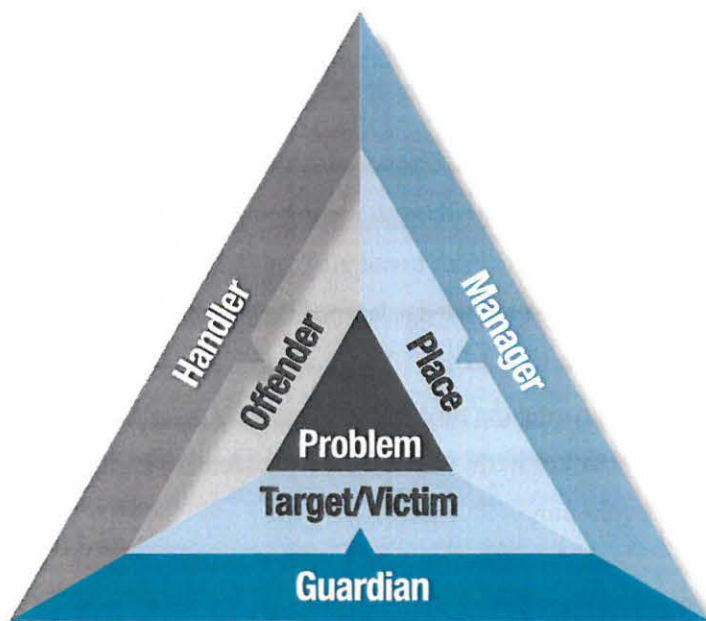 Handler
Manager
Offender
Place
Problem
Target/Victim
Guardian